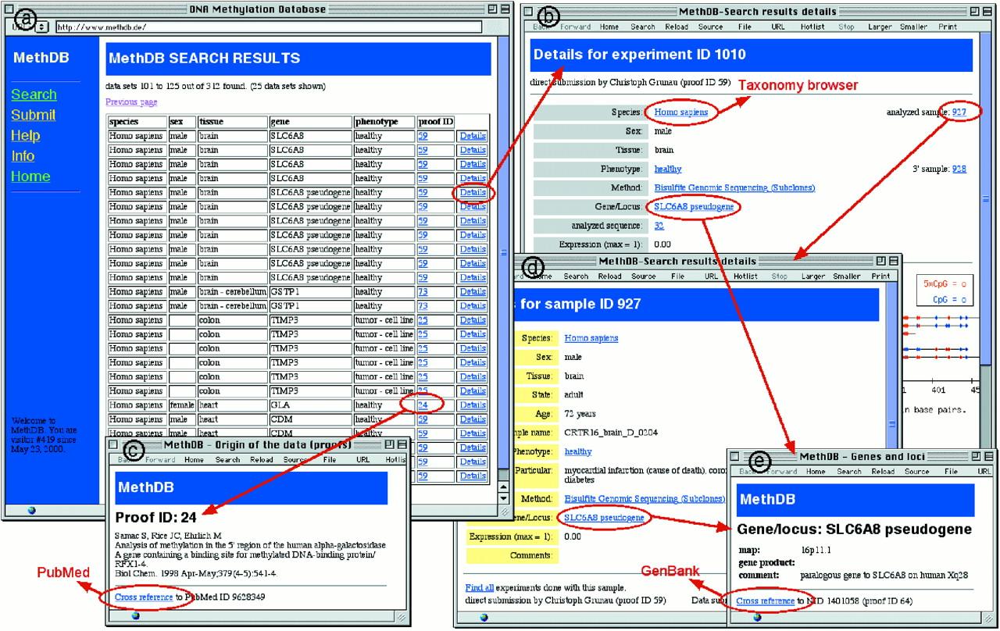 a
DNA Methylation Database
http://www.methdb.de/
MethDB
Search
Submit
Help
Info
Home
Welcome to
MethDB. You are
visitor #419 since
May 23, 2000.
MethDB SEARCH RESULTS
data sets 101 to 125 out of 312 found. (25 data sets shown)
Previous page
species sex tissue gene phenotype proof ID
Homo sapiens male brain SLC6A8 healthy 59 Details
Homo sapiens male brain SLC6A8 healthy 59 Details
Homo sapiens male brain SLC6A8 healthy 59 Details
Homo sapiens male brain SLC6A8 healthy 59 Details
Homo sapiens male brain SLC6A8 pseudogene healthy 59 Details
Homo sapiens male brain SLC6A8 pseudogene healthy 59 Details
Homo sapiens male brain SLC6A8 pseudogene healthy 59 Details
Homo sapiens male brain SLC6A8 pseudogene healthy 59 Details
Homo sapiens male brain SLC6A8 pseudogene healthy 59 Details
Homo sapiens male brain SLC6A8 pseudogene healthy 59 Details
Homo sapiens male brain SLC6A8 pseudogene healthy 59 Details
Homo sapiens male brain - cerebellum GSTP1 healthy 73 Details
Homo sapiens male brain - cerebellum GSTP1 healthy 73 Details
Homo sapiens colon TIMP3 tumor - cell line 25 Details
Homo sapiens colon TIMP3 tumor - cell line 25 Details
Homo sapiens colon TIMP3 tumor - cell line 25 Details
Homo sapiens colon TIMP3 tumor - cell line 25 Details
Homo sapiens colon TIMP3 tumor - cell line 25 Details
Homo sapiens colon TIMP3 tumor - cell line 25 Details
Homo sapiens female heart GLA healthy 24 Details
Homo sapiens male heart CDM healthy 59 Details
Homo sapiens male heart CDM healthy 59 Details
59 Details
59 Details
59 Details
b
MethDB-Search results details
Back Forward Home Search Reload Source File URL Hotlist Stop Larger Smaller Print
Details for experiment ID 1010
direct submission by Christoph Grunau (proof ID 59)
Taxonomy browser
Species: Homo sapiens analyzed sample: 927
Sex: male
Tissue: brain
Phenotype: healthy 3' sample: 928
Method: Bisulfite Genomic Sequencing (Subclones)
Gene/Locus: SLC6A8 pseudogene
analyzed sequence: 32
Expression (max = 1): 0.00
5mCpG = o
CpG = o
401 45
n base pairs.
d
MethDB-Search results details
Home Search Reload Source File URL Hotlist Stop Larger Smaller Print
s for sample ID 927
Species: Homo sapiens
Sex: male
Tissue: brain
State: adult
Age: 73 years
ple name: CRTR16_brain_D_0204
Phenotype: healthy
Particular: myocardial infarction (cause of death), coro
diabetes
Method: Bisulfite Genomic Sequencing (Subclones)
ene/Locus: SLC6A8 pseudogene
Expression (max = 1): 0.00
Comments:
Find all experiments done with this sample.
direct submission by Christoph Grunau (proof ID 59) Data sub
c
MethDB - Origin of the data (proofs)
Back Forward Home Search Reload Source File URL Hotlis
MethDB
Proof ID: 24
Samac S, Rice JC, Ehrlich M
Analysis of methylation in the 5' region of the human alpha-galactosidase
A gene containing a binding site for methylated DNA-binding protein/
RFX1-4.
Biol Chem. 1998 Apr-May;379(4-5):541-4.
PubMed
Cross reference to PubMed ID 9628349
e
MethDB - Genes and loci
Back Forward Home Search Reload Source File URL
MethDB
Gene/locus: SLC6A8 pseudogene
map: 16p11.1
gene product:
comment: paralogous gene to SLC6A8 on human Xq28
GenBank
Cross reference to NID 1401058 (proof ID 64)